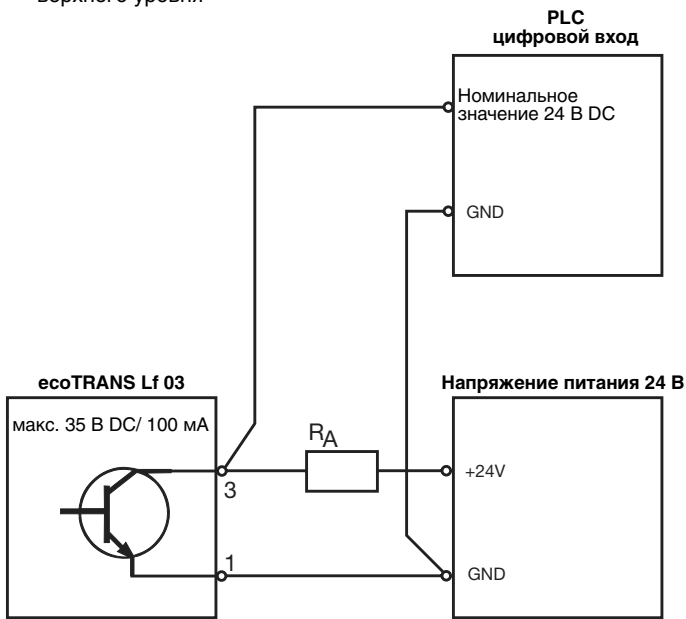 верхнего уровня
PLC
цифровой вход
Номинальное
значение 24 В DC
GND
ecoTRANS Lf 03
макс. 35 В DC/ 100 мА
3
1
RA
Напряжение питания 24 В
+24V
GND